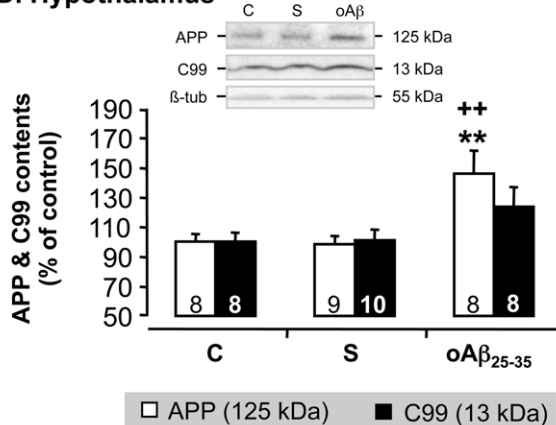 D. Hypothalamus
C S oAβ
APP 125 kDa
C99 13 kDa
ß-tub 55 kDa
APP & C99 contents
(% of control)
190
170
150
130
110
90
70
50
++
**
8 8 9 10 8 8
C S oAβ25-35
APP (125 kDa) C99 (13 kDa)